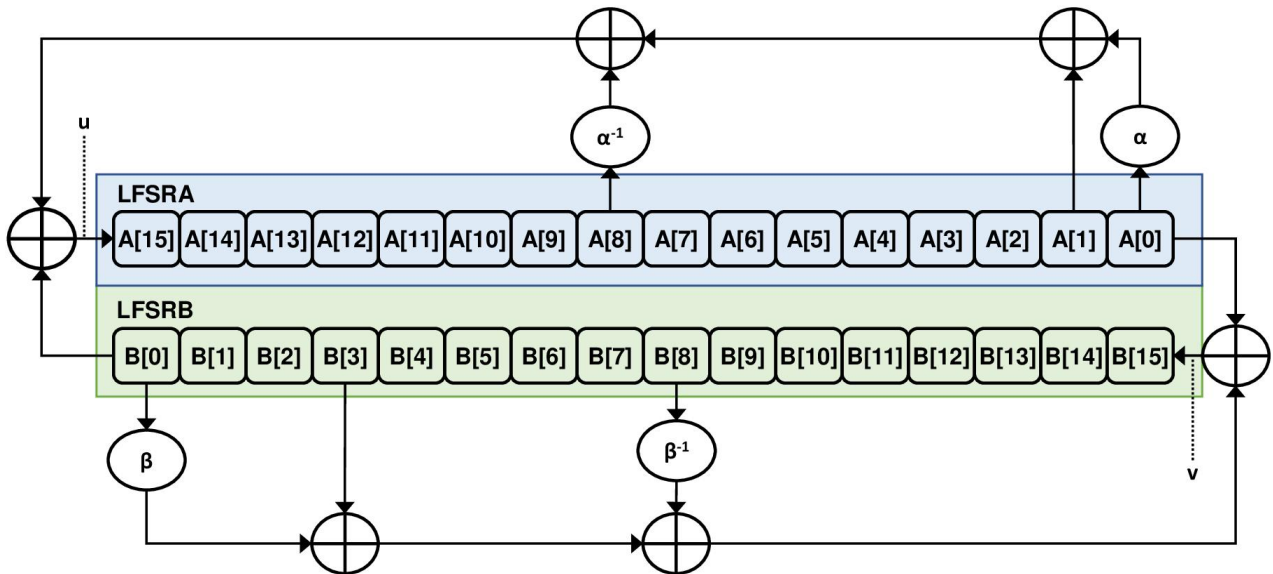 u
α⁻¹
α
LFSRA
A[15] A[14] A[13] A[12] A[11] A[10] A[9] A[8] A[7] A[6] A[5] A[4] A[3] A[2] A[1] A[0]
LFSRB
B[0] B[1] B[2] B[3] B[4] B[5] B[6] B[7] B[8] B[9] B[10] B[11] B[12] B[13] B[14] B[15]
β
β⁻¹
v